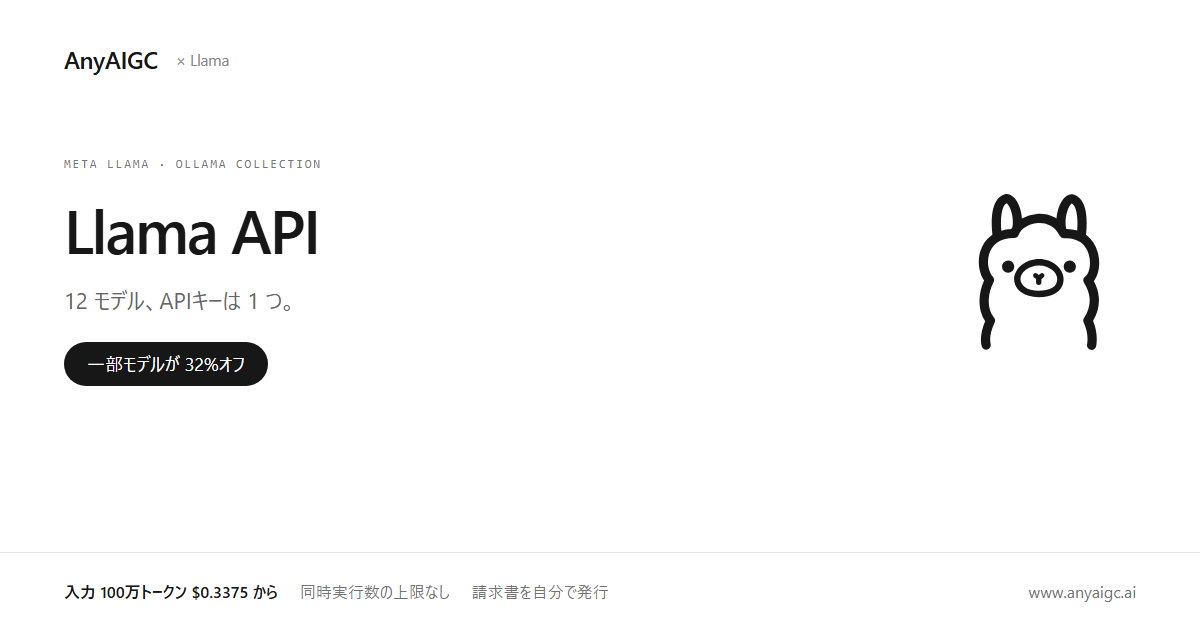 AnyAIGC × Llama
META LLAMA · OLLAMA COLLECTION
Llama API
12 モデル、APIキーは 1 つ。
一部モデルが 32%オフ
入力 100万トークン $0.3375 から 同時実行数の上限なし 請求書を自分で発行
www.anyaigc.ai